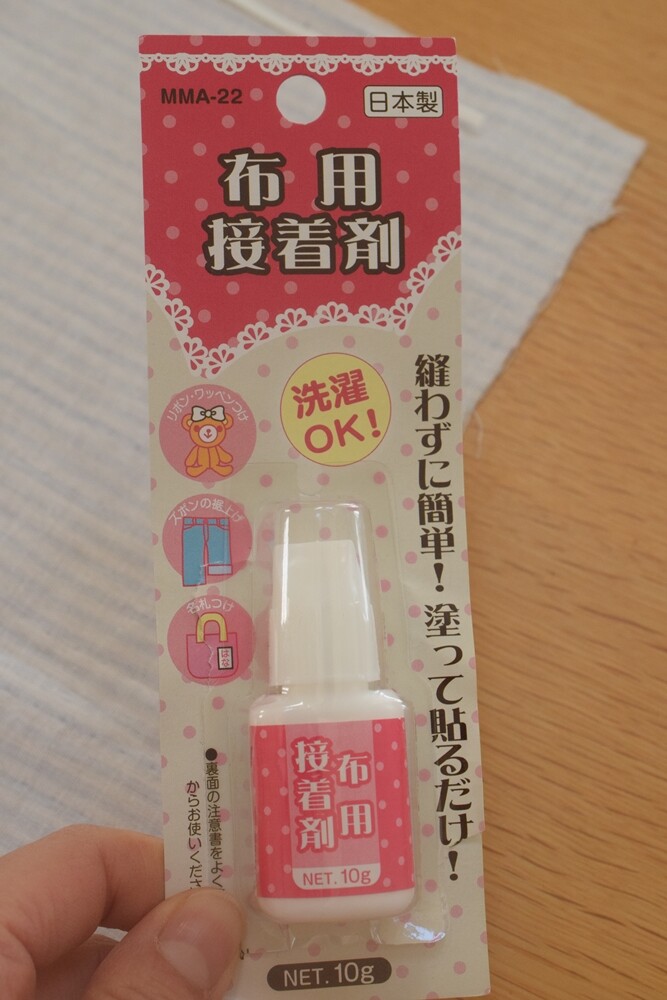 MMA-22
日本製
布用
接着剤
洗濯
OK!
リボン・ワッペンつけ
ズボンの裾上げ
名札つけ
はな
縫わずに簡単!塗って貼るだけ!
布用
接着剤
NET.10g
●裏面の注意書をよく
からお使いくださ
NET.10g